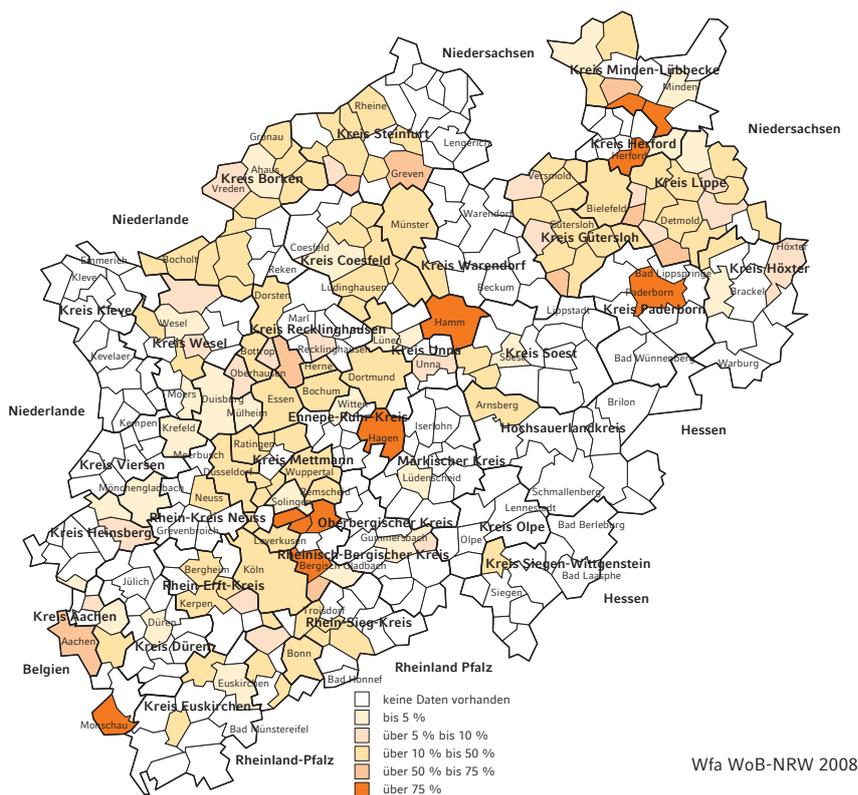 Niedersachsen
Kreis Minden-Lübbecke
Minden
Rheine
Kreis Steinfurt
Gronau
Lengerich
Niedersachsen
Kreis Herford
Herford
Ahaus
Kreis Borken
Vreden
Greven
Versmold
Kreis Lippe
Niederlande
Münster
Warendorf
Bielefeld
Detmold
Gütersloh
Kreis Gütersloh
Coesfeld
Kreis Coesfeld
Höxter
Emmerich
Bocholt
Reken
Kreis Warendorf
Kreis Höxter
Kleve
Lüdinghausen
Beckum
Bad Lippspringe
Paderborn
Brackel
Dorsten
Kreis Kleve
Lippstadt
Kreis Paderborn
Marl
Wesel
Kreis Recklinghausen
Hamm
Kreis Wesel
Lünen
Kreis Unna
Kevelaer
Bottrop
Recklinghausen
Soest
Kreis Soest
Bad Wünnenberg
Warburg
Oberhausen
Herne
Unna
Dortmund
Moers
Duisburg
Essen
Bochum
Witten
Arnsberg
Brilon
Niederlande
Mülheim
Ennepe-Ruhr-Kreis
Kempen
Krefeld
Hagen
Iserlohn
Hochsauerlandkreis
Hessen
Ratingen
Meerbusch
Kreis Viersen
Kreis Mettmann
Märkischer Kreis
Düsseldorf
Wuppertal
Lüdenscheid
Mönchengladbach
Neuss
Remscheid
Solingen
Schmallenberg
Lennestadt
Rhein-Kreis Neuss
Oberbergischer Kreis
Kreis Olpe
Bad Berleburg
Kreis Heinsberg
Grevenbroich
Leverkusen
Gummersbach
Olpe
Rheinisch-Bergischer Kreis
Bergisch Gladbach
Kreis Siegen-Wittgenstein
Bad Laasphe
Jülich
Bergheim
Köln
Rhein-Erft-Kreis
Siegen
Hessen
Kerpen
Troisdorf
Kreis Aachen
Düren
Rhein-Sieg-Kreis
Aachen
Kreis Düren
Bonn
Belgien
Rheinland Pfalz
Euskirchen
Bad Honnef
Kreis Euskirchen
Monschau
Bad Münstereifel
Rheinland-Pfalz
keine Daten vorhanden
bis 5 %
über 5 % bis 10 %
über 10 % bis 50 %
über 50 % bis 75 %
über 75 %
Wfa WoB-NRW 2008